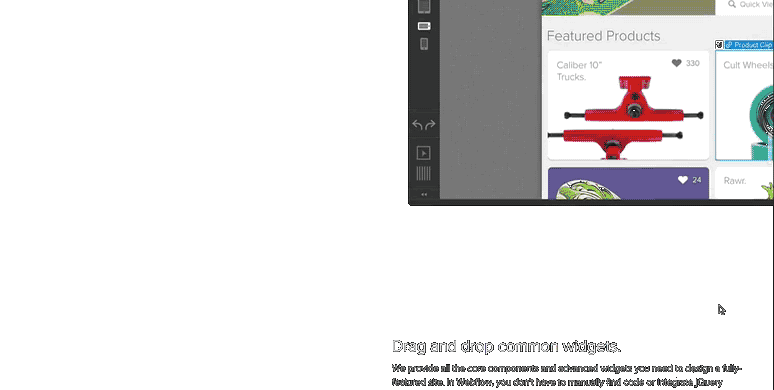 Quick Vie
Featured Products
Product Clip
Caliber 10"
Trucks.
330
Cult Wheels
24
Rawr.
Drag and drop common widgets.
We provide all the core components and advanced widgets you need to design a fully-
featured site. In Webflow, you don't have to manually find code or integrate jQuery